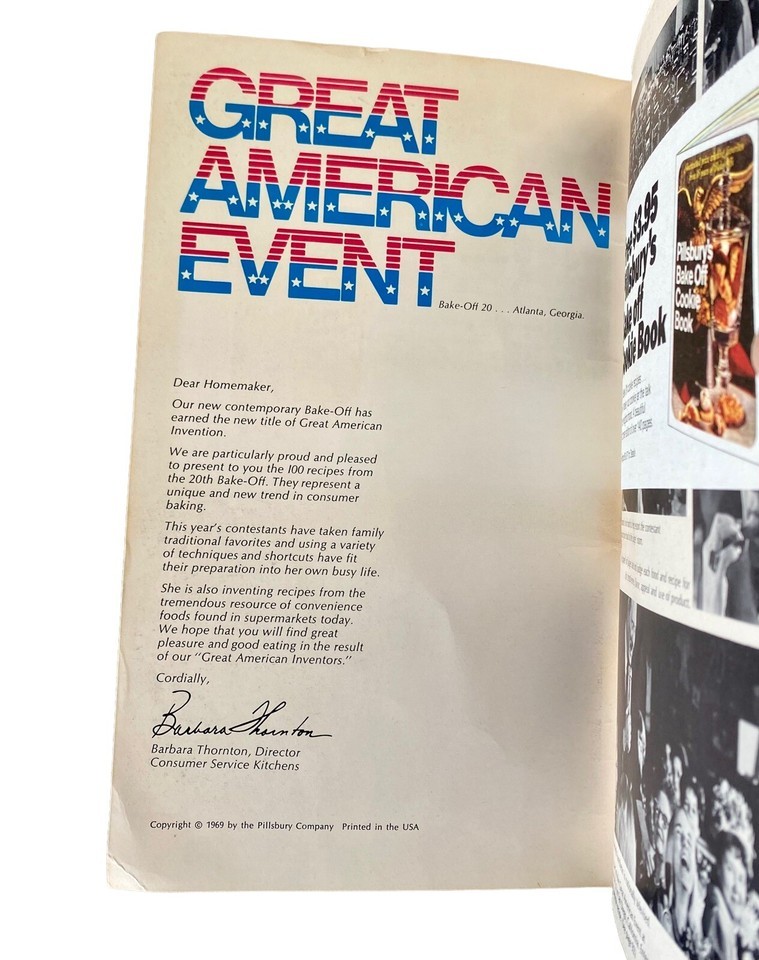 GREAT
AMERICAN
EVENT
Bake-Off 20 . . . Atlanta, Georgia.
Dear Homemaker,
Our new contemporary Bake-Off has
earned the new title of Great American
Invention.
We are particularly proud and pleased
to present to you the 100 recipes from
the 20th Bake-Off. They represent a
unique and new trend in consumer
baking.
This year's contestants have taken family
traditional favorites and using a variety
of techniques and shortcuts have fit
their preparation into her own busy life.
She is also inventing recipes from the
tremendous resource of convenience
foods found in supermarkets today.
We hope that you will find great
pleasure and good eating in the result
of our "Great American Inventors."
Cordially,
Barbara Thornton
Barbara Thornton, Director
Consumer Service Kitchens
Copyright © 1969 by the Pillsbury Company Printed in the USA
$3.95
Book
Pillsbury's
Bake Off
Cookie
Book